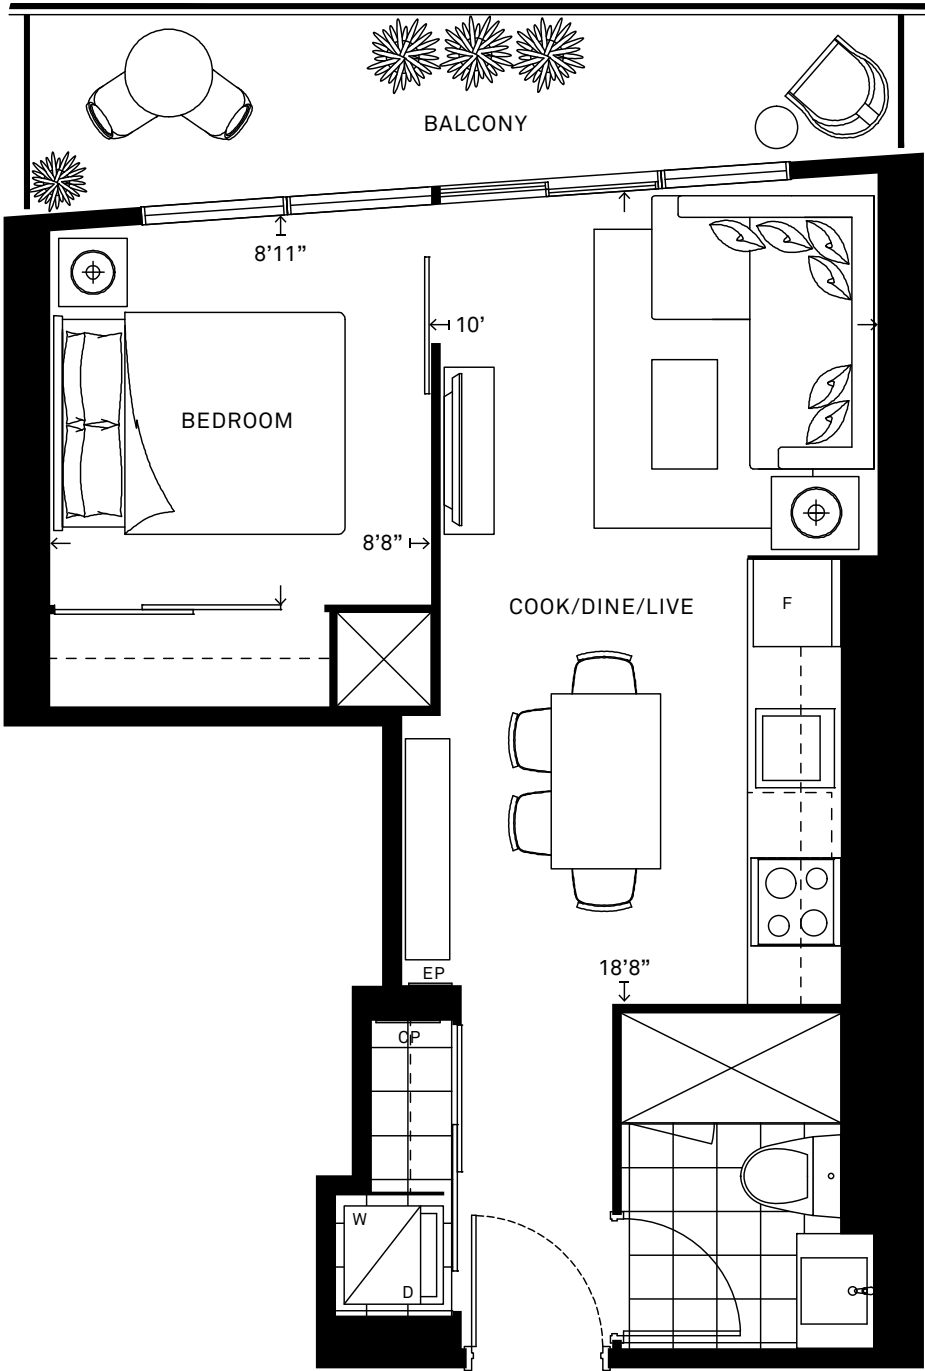 BALCONY
8’11”
10’
BEDROOM
8’8”
COOK/DINE/LIVE
F
18’8”
EP
CP
W
D